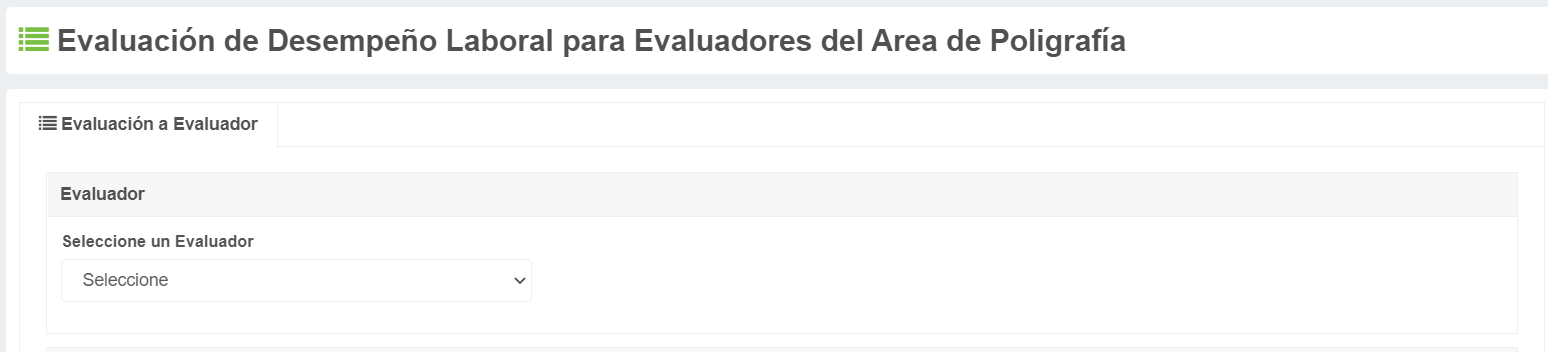 Evaluación de Desempeño Laboral para Evaluadores del Area de Poligrafía
Evaluación a Evaluador
Evaluador
Seleccione un Evaluador
Seleccione